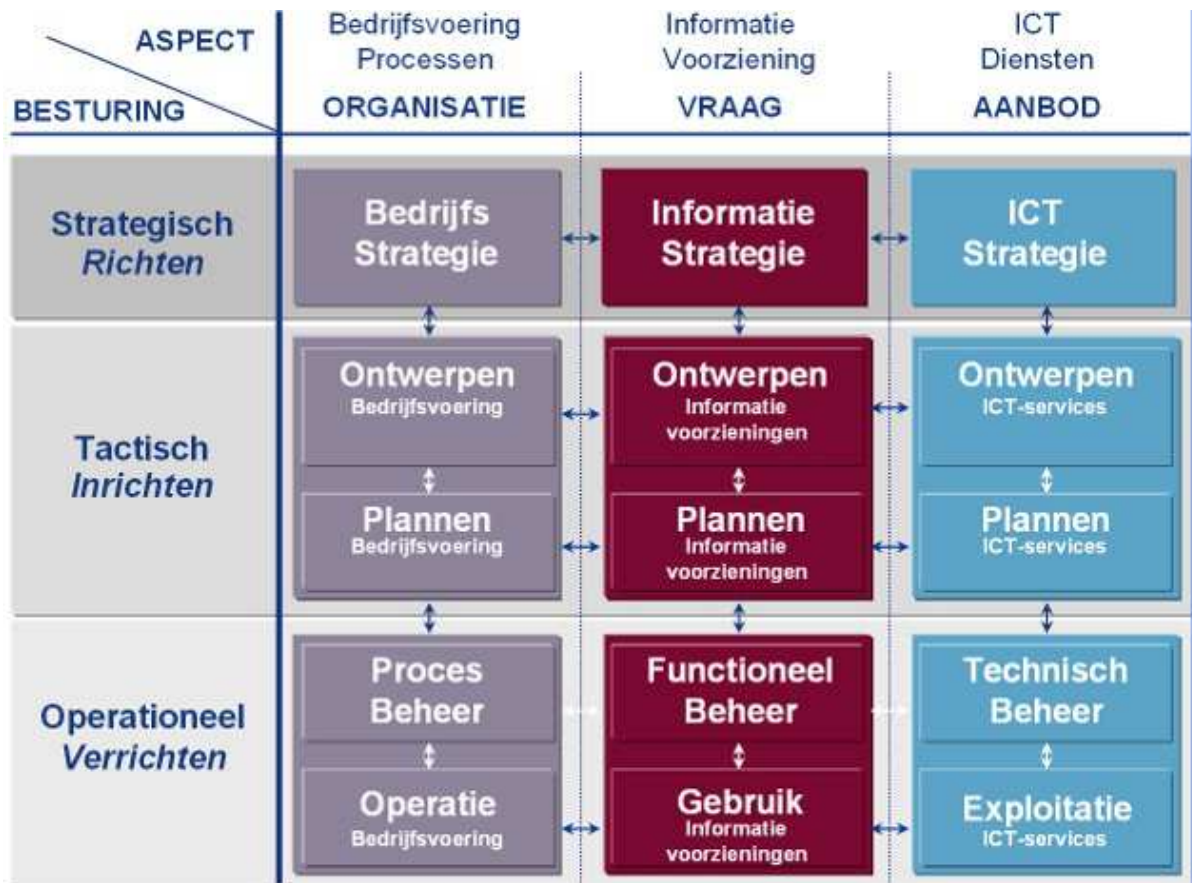 ASPECT
BESTURING
Bedrijfsvoering
Processen
ORGANISATIE
Informatie
Voorziening
VRAAG
ICT
Diensten
AANBOD
Strategisch
Richten
Bedrijfs
Strategie
Informatie
Strategie
ICT
Strategie
Tactisch
Inrichten
Ontwerpen
Bedrijfsvoering
Ontwerpen
Informatie
voorzieningen
Ontwerpen
ICT-services
Plannen
Bedrijfsvoering
Plannen
Informatie
voorzieningen
Plannen
ICT-services
Operationeel
Verrichten
Proces
Beheer
Functioneel
Beheer
Technisch
Beheer
Operatie
Bedrijfsvoering
Gebruik
Informatie
voorzieningen
Exploitatie
ICT-services